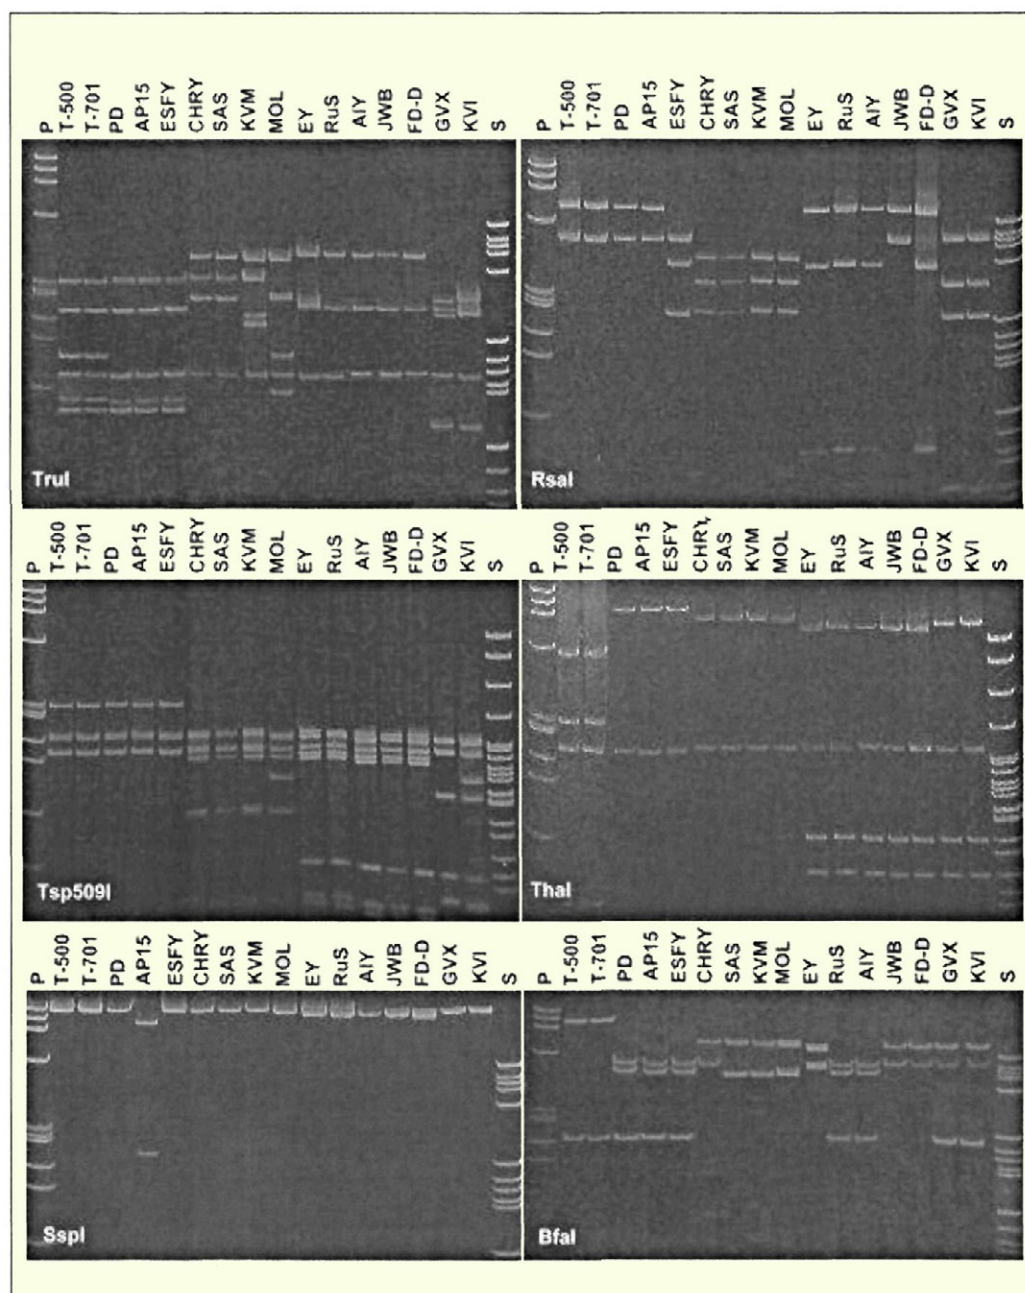 P T-500 T-701 PD AP15 ESFY CHRY SAS KVM MOL EY RuS AIY JWB FD-D GVX KVI S
P T-500 T-701 PD AP15 ESFY CHRY SAS KVM MOL EY RuS AIY JWB FD-D GVX KVI S
TruI
RsaI
P T-500 T-701 PD AP15 ESFY CHRY SAS KVM MOL EY RuS AIY JWB FD-D GVX KVI S
P T-500 T-701 PD AP15 ESFY CHRY SAS KVM MOL EY RuS AIY JWB FD-D GVX KVI S
Tsp509I
ThaI
P T-500 T-701 PD AP15 ESFY CHRY SAS KVM MOL EY RuS AIY JWB FD-D GVX KVI S
P T-500 T-701 PD AP15 ESFY CHRY SAS KVM MOL EY RuS AIY JWB FD-D GVX KVI S
SspI
BfaI